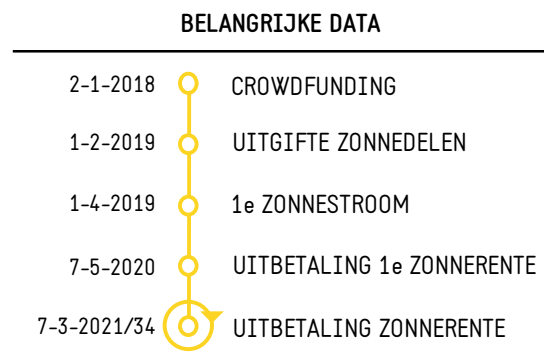 BELANGRIJKE DATA
2-1-2018 CROWDFUNDING
1-2-2019 UITGIFTE ZONNEDELEN
1-4-2019 1e ZONNESTROOM
7-5-2020 UITBETALING 1e ZONNERENTE
7-3-2021/34 UITBETALING ZONNERENTE